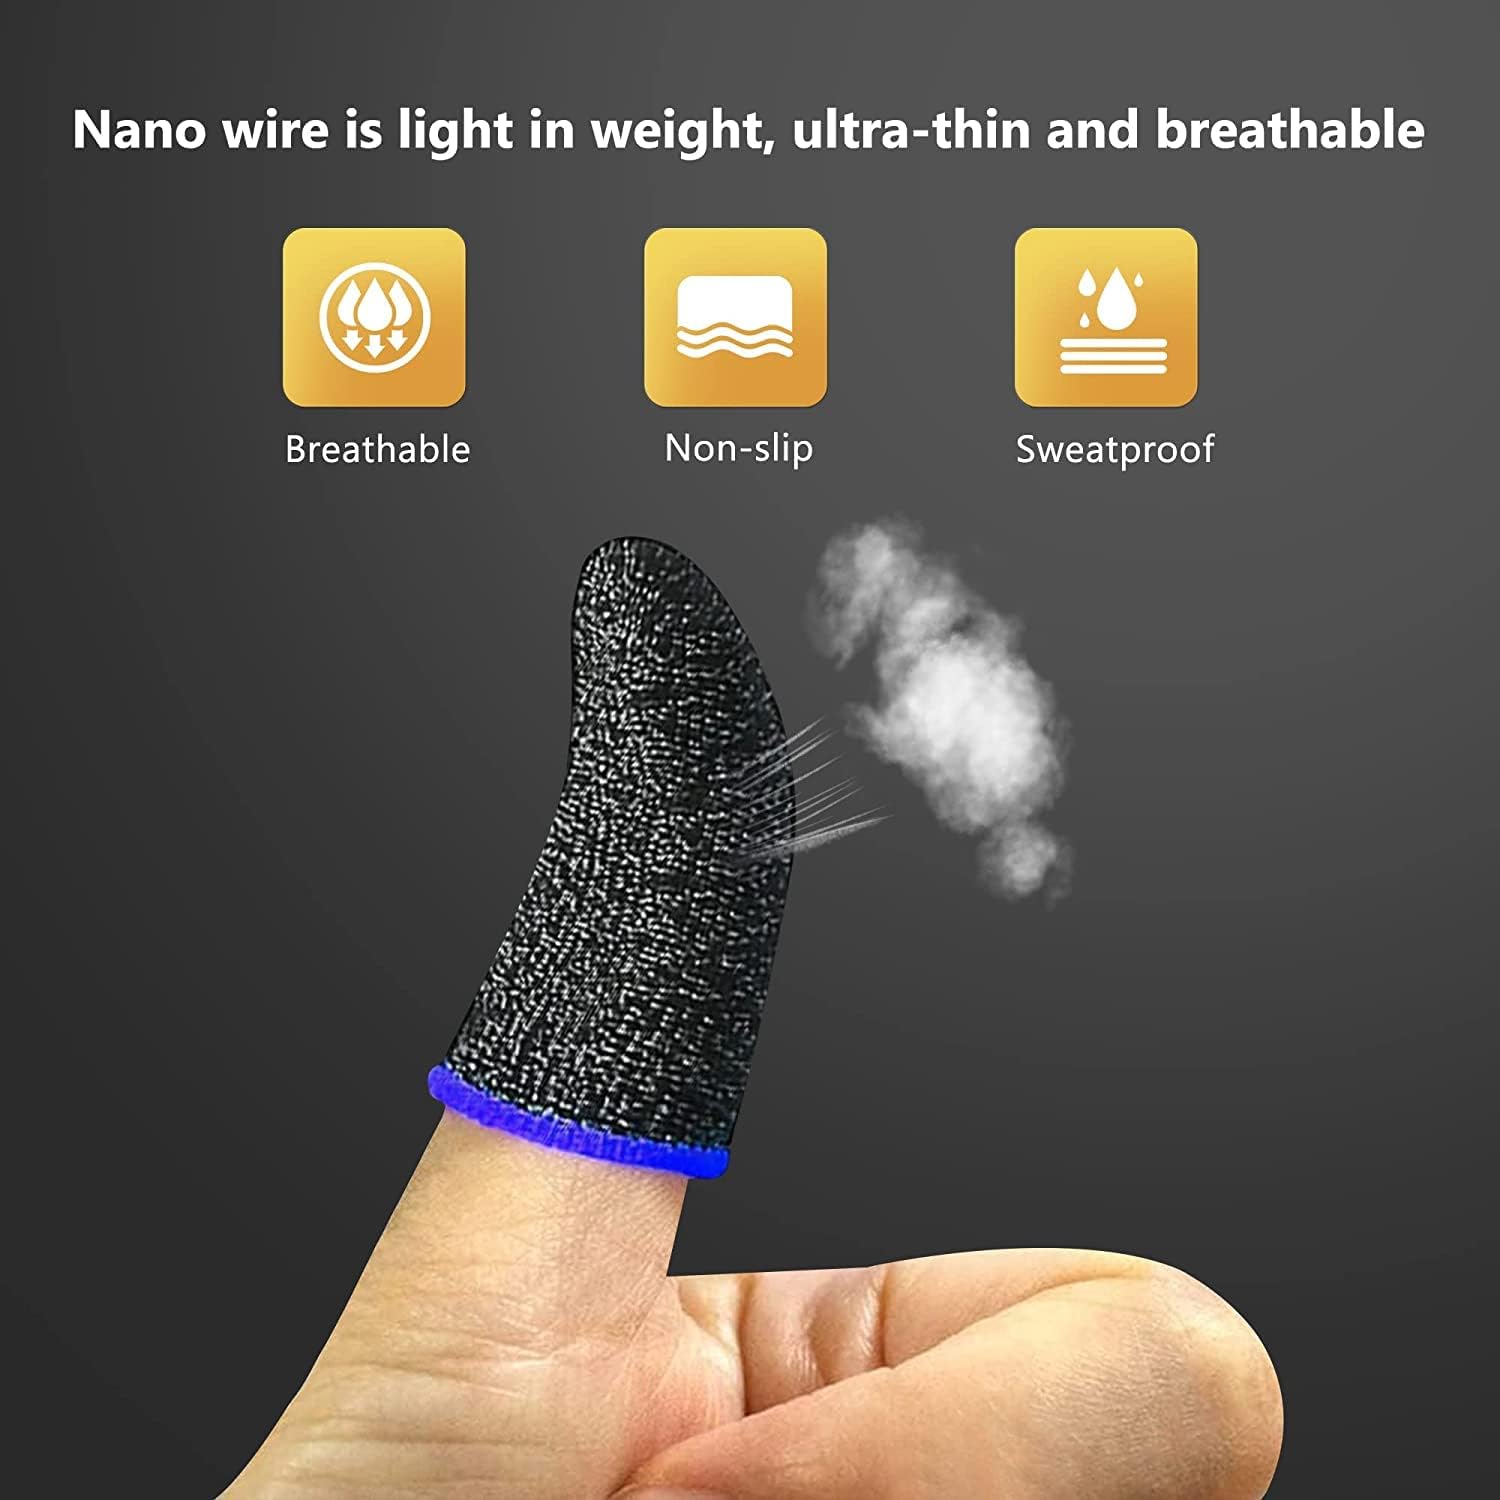 Nano wire is light in weight, ultra-thin and breathable
Breathable
Non-slip
Sweatproof